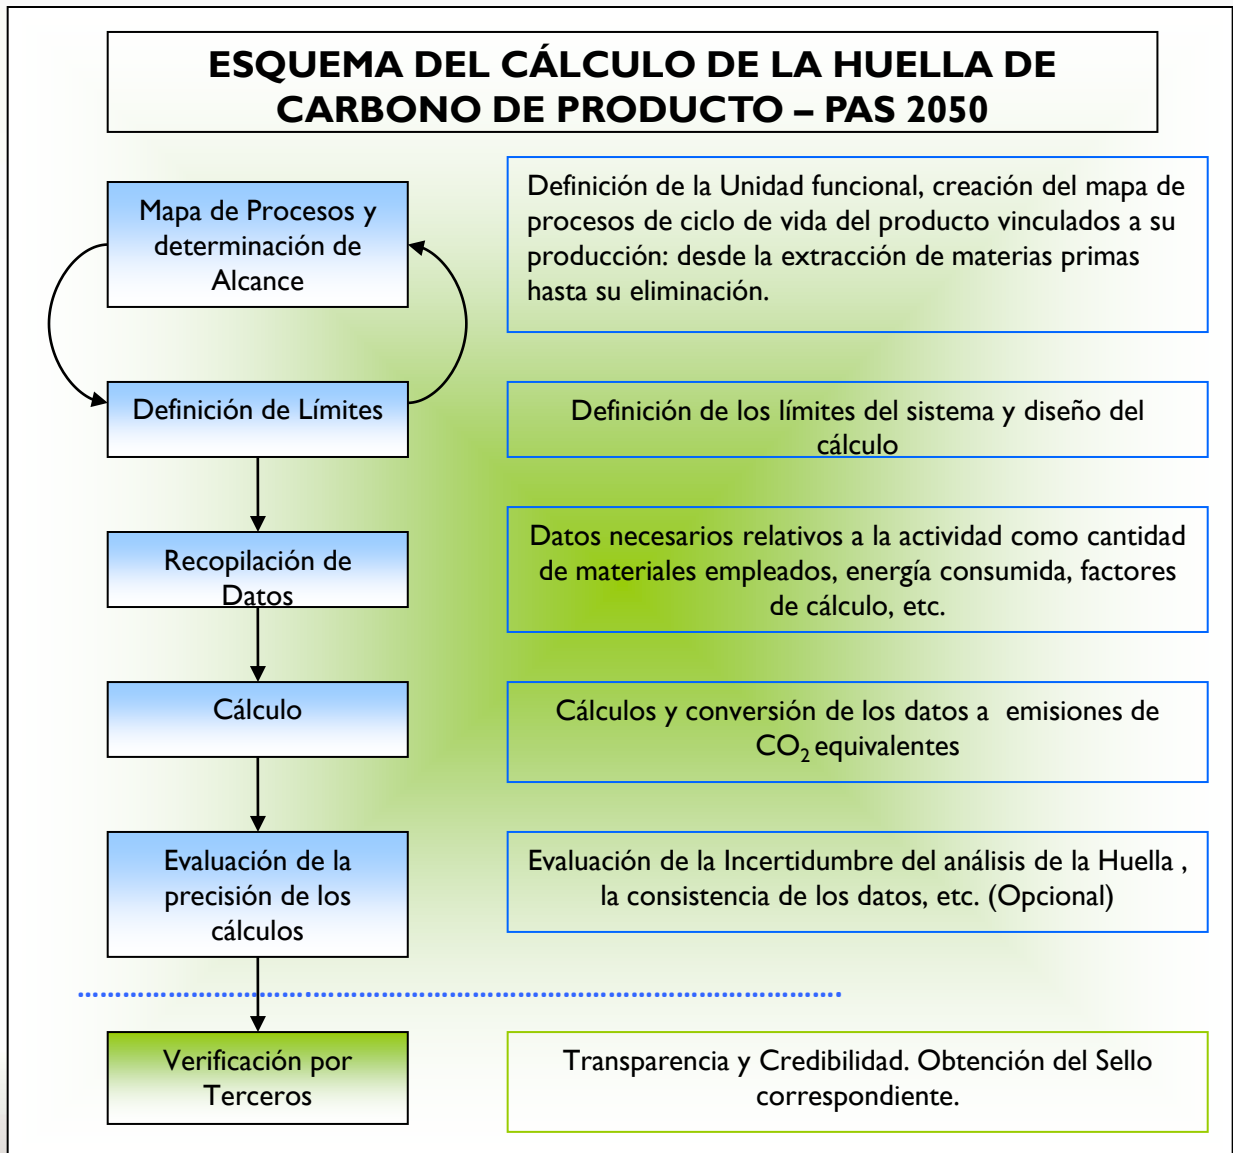 ESQUEMA DEL CÁLCULO DE LA HUELLA DE
CARBONO DE PRODUCTO – PAS 2050
Mapa de Procesos y
determinación de
Alcance
Definición de la Unidad funcional, creación del mapa de
procesos de ciclo de vida del producto vinculados a su
producción: desde la extracción de materias primas
hasta su eliminación.
Definición de Límites
Definición de los límites del sistema y diseño del
cálculo
Recopilación de
Datos
Datos necesarios relativos a la actividad como cantidad
de materiales empleados, energía consumida, factores
de cálculo, etc.
Cálculo
Cálculos y conversión de los datos a  emisiones de
CO₂ equivalentes
Evaluación de la
precisión de los
cálculos
Evaluación de la Incertidumbre del análisis de la Huella ,
la consistencia de los datos, etc. (Opcional)
Verificación por
Terceros
Transparencia y Credibilidad. Obtención del Sello
correspondiente.